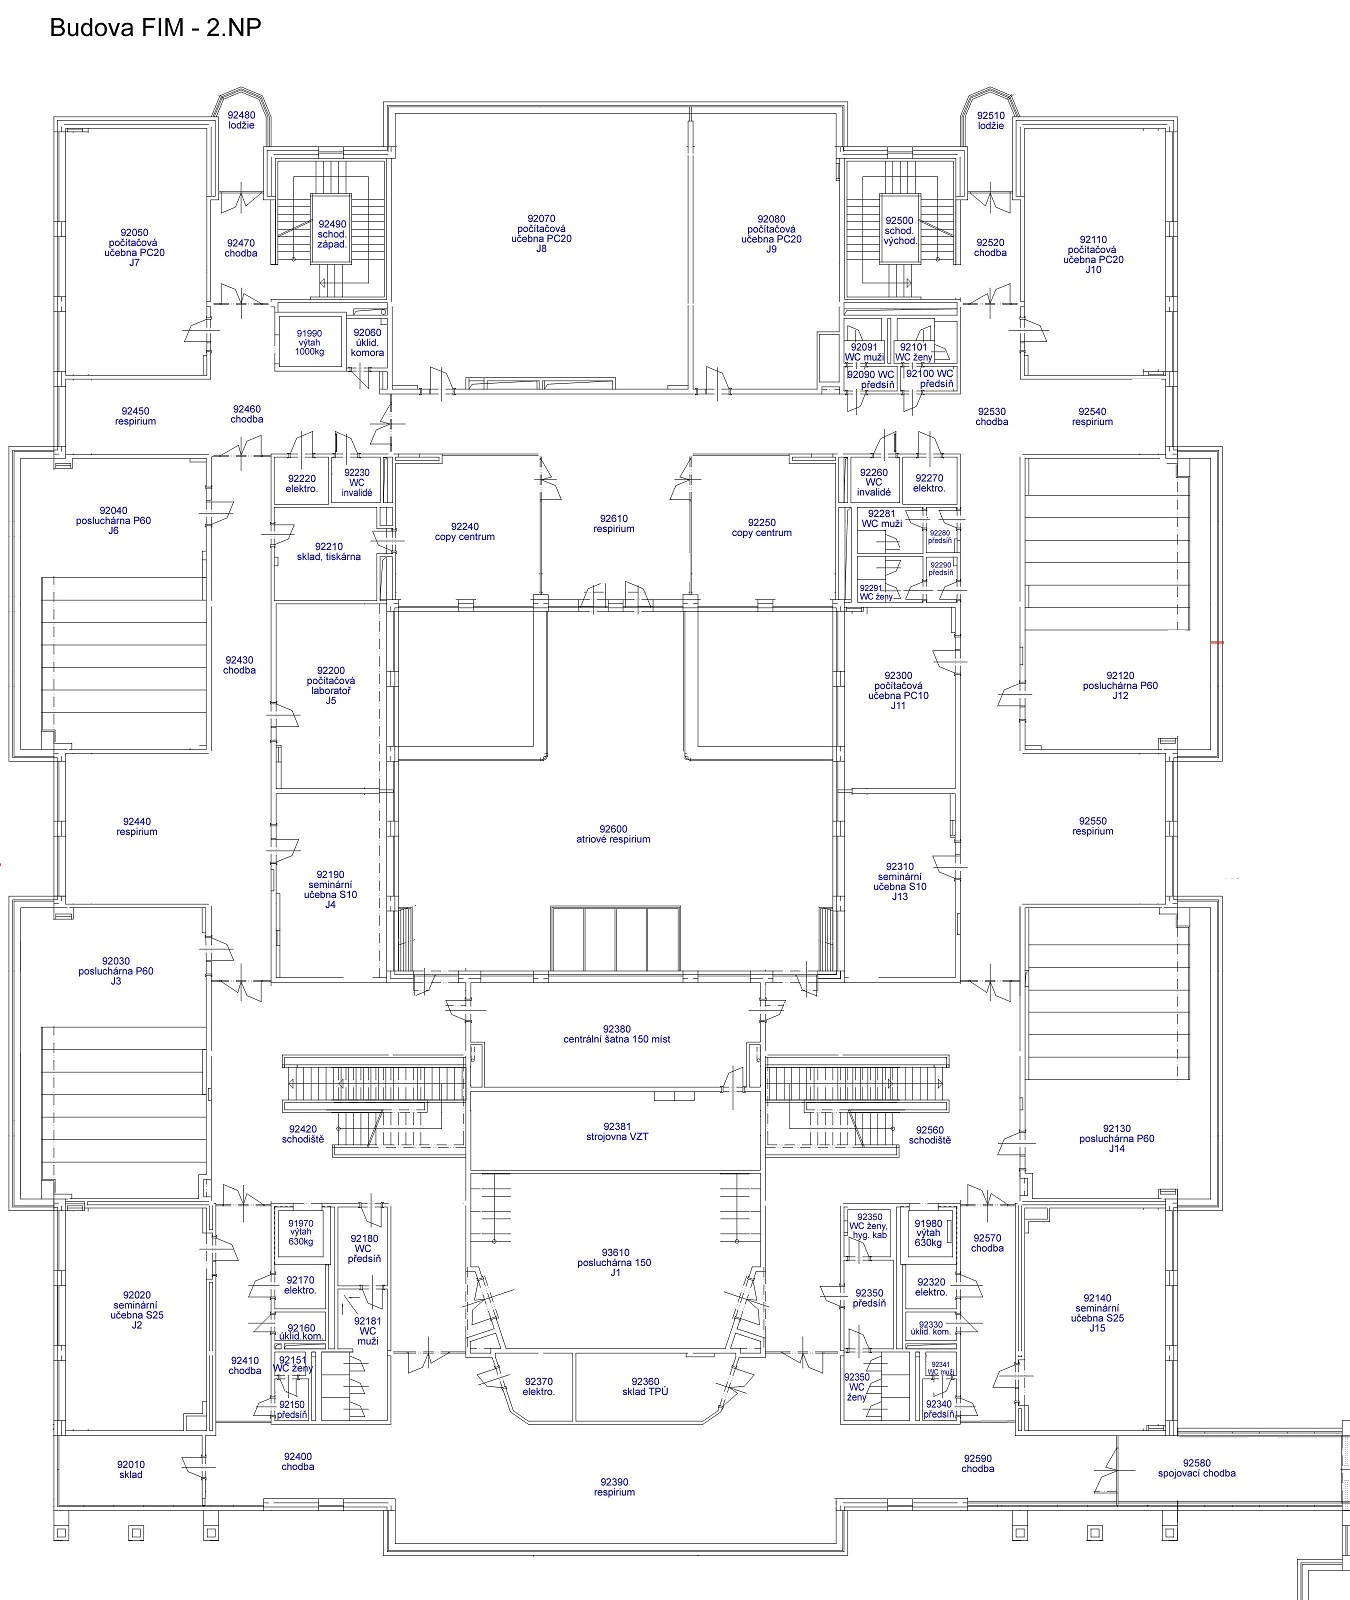 Budova FIM - 2.NP
92480
lodžie
92510
lodžie
92050
počítačová
učebna PC20
J7
92470
chodba
92490
schod.
západ.
92070
počítačová
učebna PC20
J8
92080
počítačová
učebna PC20
J9
92500
schod.
východ.
92520
chodba
92110
počítačová
učebna PC20
J10
91990
výtah
1000kg
92060
úklid.
komora
92091
WC muži
92101
WC ženy
92090 WC
předsíň
92100 WC
předsíň
92450
respirium
92460
chodba
92530
chodba
92540
respirium
92220
elektro.
92230
WC
invalidé
92260
WC
invalidé
92270
elektro.
92040
posluchárna P60
J6
92210
sklad, tiskárna
92240
copy centrum
92610
respirium
92250
copy centrum
92281
WC muži
92280
předsíň
92290
předsíň
92291
WC ženy
92430
chodba
92200
počítačová
laboratoř
J5
92300
počítačová
učebna PC10
J11
92120
posluchárna P60
J12
92440
respirium
92600
atriové respirium
92550
respirium
92190
seminární
učebna S10
J4
92310
seminární
učebna S10
J13
92030
posluchárna P60
J3
92380
centrální šatna 150 míst
92420
schodiště
92381
strojovna VZT
92560
schodiště
92130
posluchárna P60
J14
91970
výtah
630kg
92180
WC
předsíň
93610
posluchárna 150
J1
92350
WC ženy,
hyg. kab
91980
výtah
630kg
92570
chodba
92170
elektro.
92320
elektro.
92020
seminární
učebna S25
J2
92350
předsíň
92140
seminární
učebna S25
J15
92160
úklid.kom.
92181
WC
muži
92330
úklid. kom.
92410
chodba
92151
WC ženy
92150
předsíň
92370
elektro.
92360
sklad TPÚ
92350
WC
ženy
92341
WC muži
92340
předsíň
92010
sklad
92400
chodba
92390
respirium
92590
chodba
92580
spojovací chodba